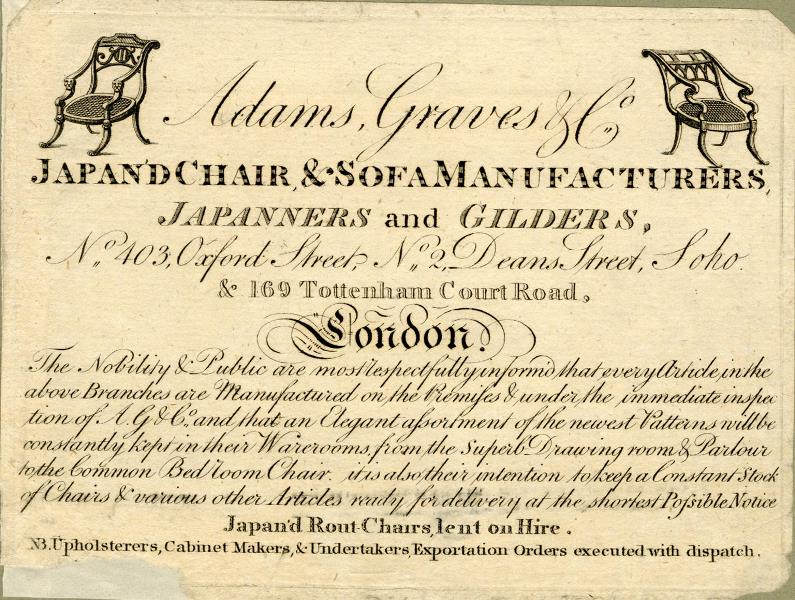 Adams, Graves & Co.
JAPAN'D CHAIR, & SOFA MANUFACTURERS,
JAPANNERS and GILDERS,
No. 403, Oxford Street, No. 2, Deans Street, Soho.
& 169 Tottenham Court Road,
London.
The Nobility & Public are most respectfully inform'd that every Article in the
above Branches are Manufactured on the Premiſes & under the immediate inspec
tion of A. G & Co. and that an Elegant aſsortment of the newest Patterns will be
constantly kept in their Warerooms, from the Superb Drawing room & Parlour
to the Common Bed room Chair. it is also their intention to keep a Constant Stock
of Chairs & various other Articles ready for delivery at the shortest Poſsible Notice
Japan'd Rout Chairs, lent on Hire.
NB. Upholsterers, Cabinet Makers, & Undertakers, Exportation Orders executed with dispatch.